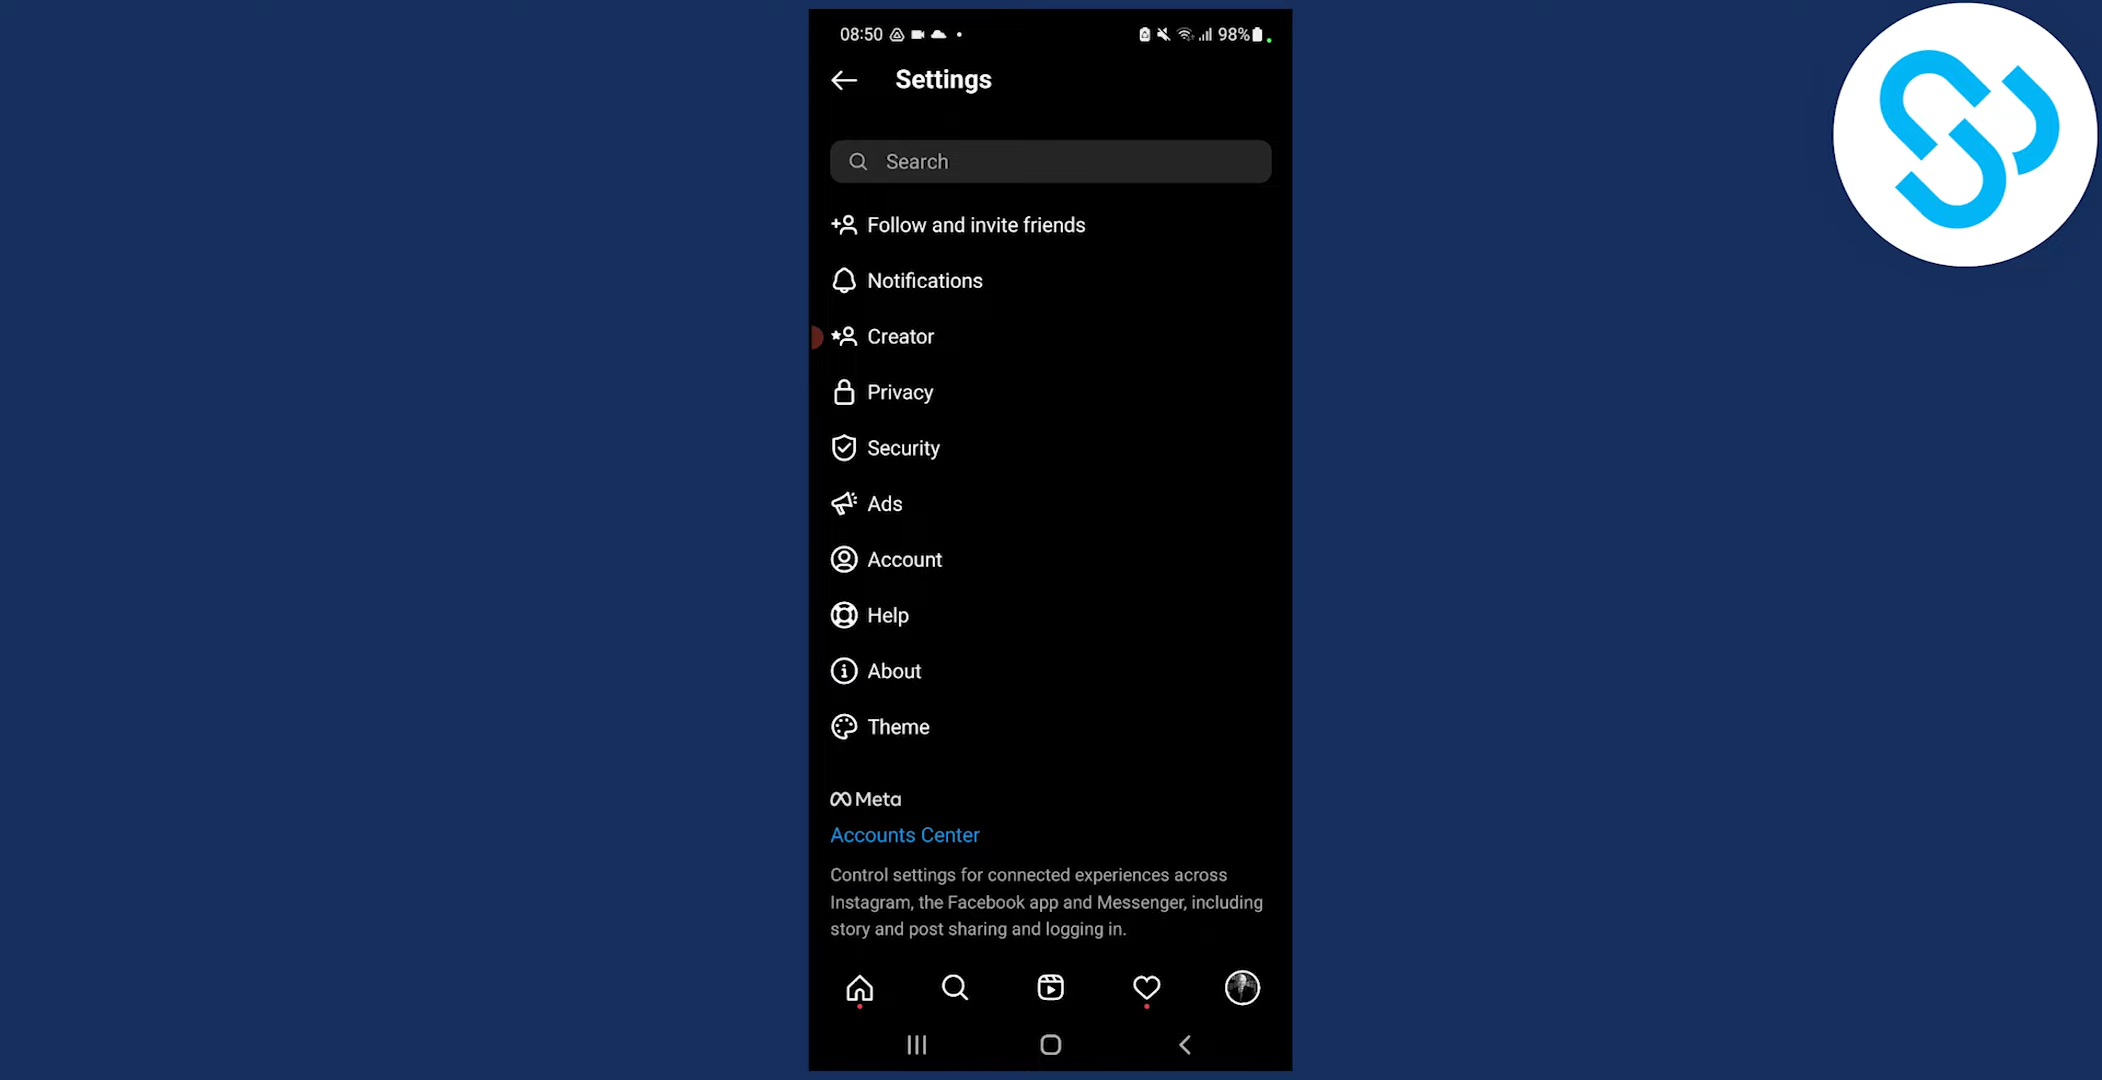 08:50
98%
Settings
Search
Follow and invite friends
Notifications
Creator
Privacy
Security
Ads
Account
Help
About
Theme
Meta
Accounts Center
Control settings for connected experiences across
Instagram, the Facebook app and Messenger, including
story and post sharing and logging in.